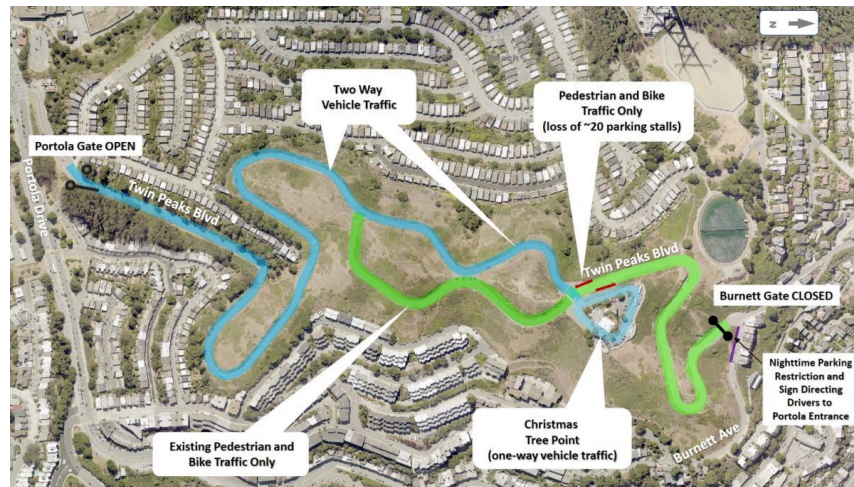 N
Two Way
Vehicle Traffic
Pedestrian and Bike
Traffic Only
(loss of ~20 parking stalls)
Portola Gate OPEN
Portola Drive
Twin Peaks Blvd
Twin Peaks Blvd
Burnett Gate CLOSED
Nighttime Parking
Restriction and
Sign Directing
Drivers to
Portola Entrance
Existing Pedestrian and
Bike Traffic Only
Christmas
Tree Point
(one-way vehicle traffic)
Burnett Ave